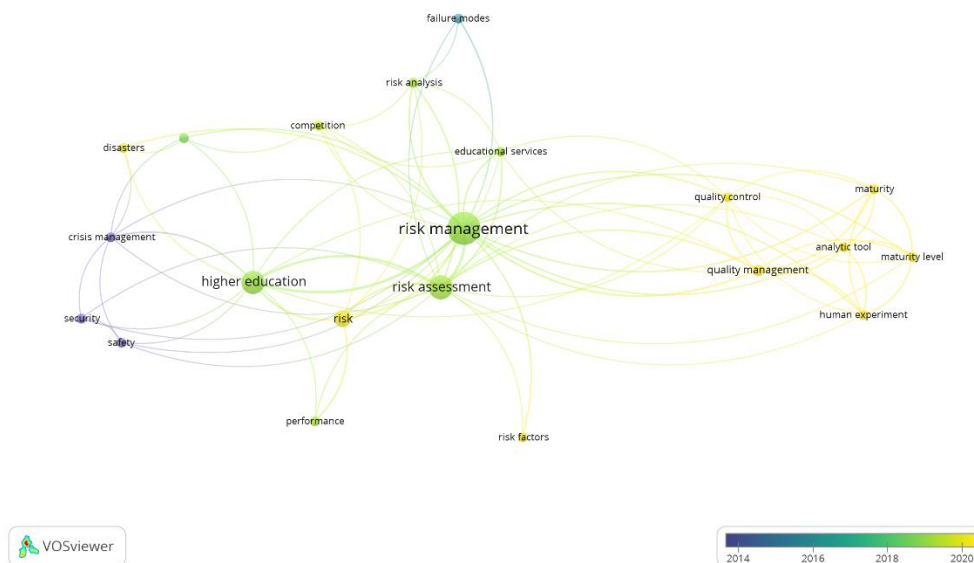 failure modes
risk analysis
competition
disasters
educational services
maturity
quality control
risk management
crisis management
analytic tool
maturity level
quality management
higher education
risk assessment
security
risk
human experiment
safety
performance
risk factors
VOSviewer
2014 2016 2018 2020